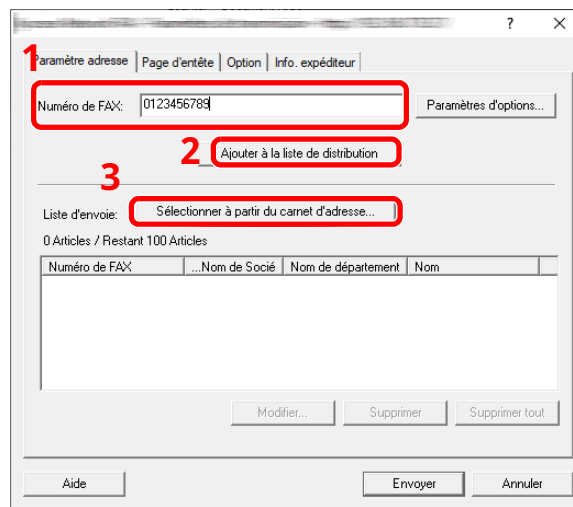 ?
1
Paramètre adresse Page d'entête Option Info. expéditeur
Numéro de FAX: 0123456789 Paramètres d'options...
2 Ajouter à la liste de distribution
3
Liste d'envoie: Sélectionner à partir du carnet d'adresse...
0 Articles / Restant 100 Articles
Numéro de FAX ...Nom de Socié Nom de département Nom
Modifier... Supprimer Supprimer tout
Aide Envoyer Annuler